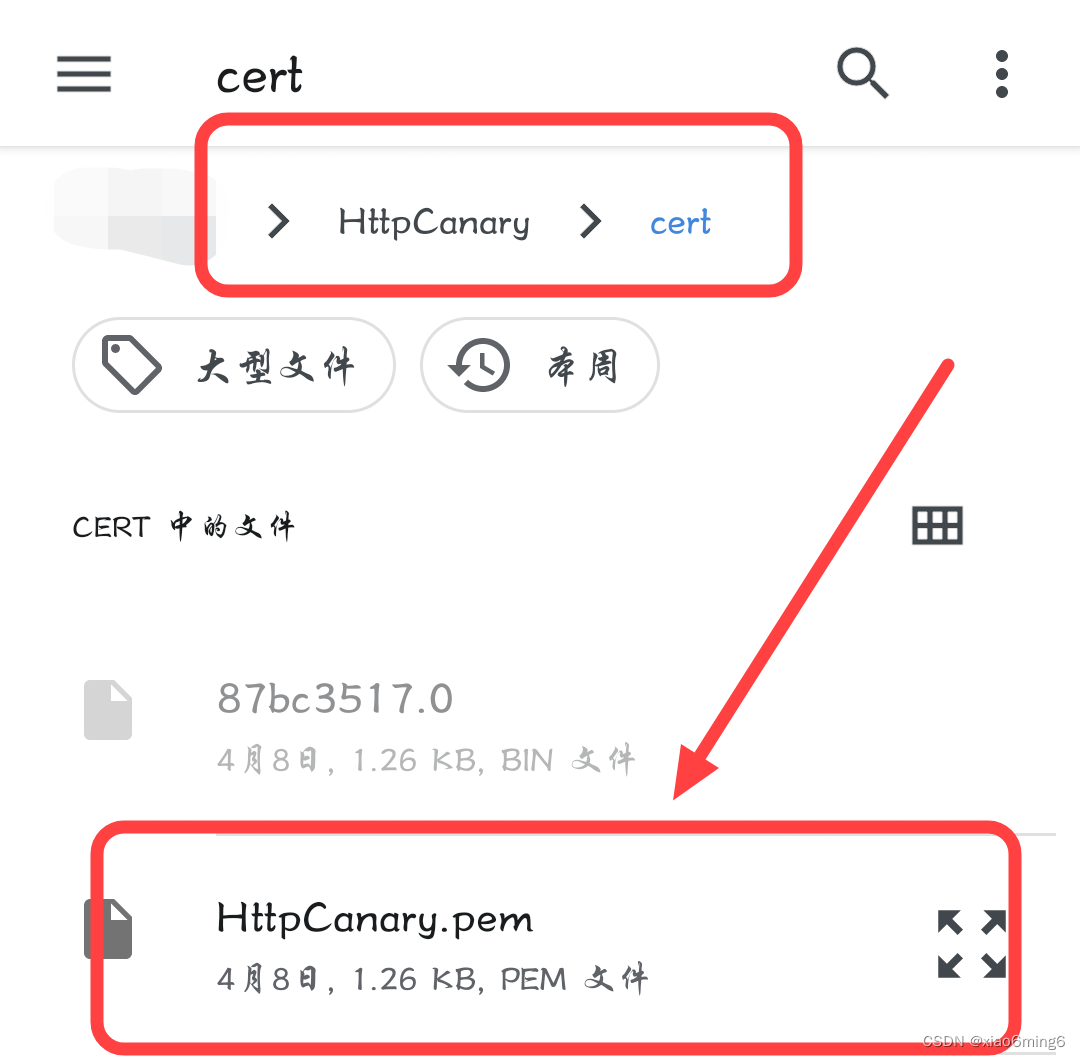 cert
HttpCanary
cert
大型文件
本周
CERT 中的文件
87bc3517.0
4月8日, 1.26 KB, BIN 文件
HttpCanary.pem
4月8日, 1.26 KB, PEM 文件
CSDN @xiao6ming6